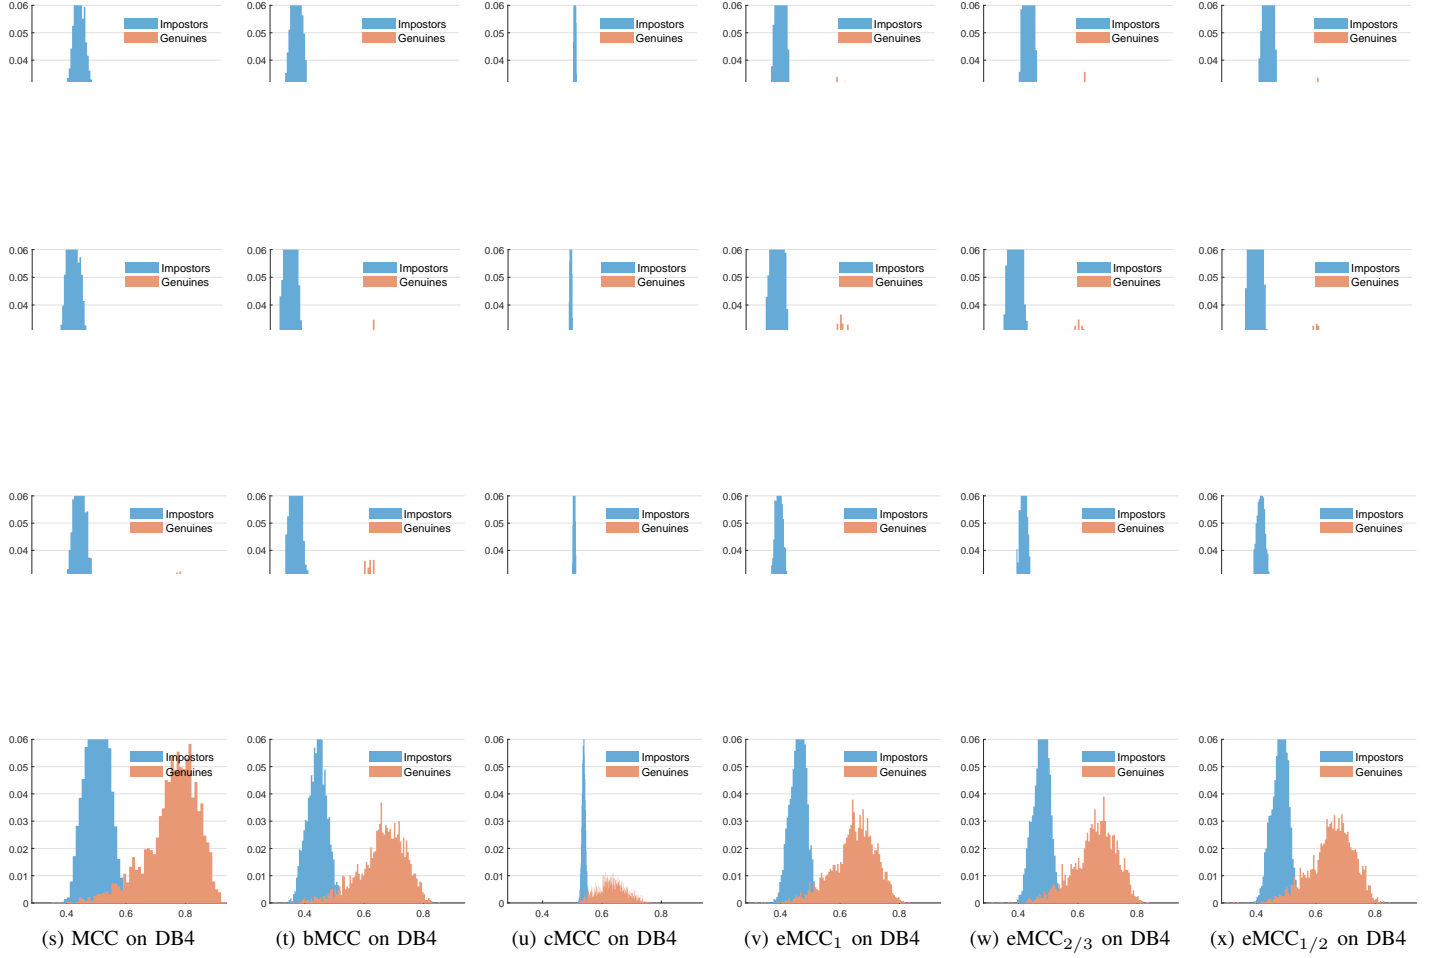 0.06 0.06 0.06 0.06 0.06 0.06
Impostors Impostors Impostors Impostors Impostors Impostors
0.05 0.05 0.05 0.05 0.05 0.05
Genuines Genuines Genuines Genuines Genuines Genuines
0.04 0.04 0.04 0.04 0.04 0.04
0.06 0.06 0.06 0.06 0.06 0.06
Impostors Impostors Impostors Impostors Impostors Impostors
0.05 0.05 0.05 0.05 0.05 0.05
Genuines Genuines Genuines Genuines Genuines Genuines
0.04 0.04 0.04 0.04 0.04 0.04
0.06 0.06 0.06 0.06 0.06 0.06
Impostors Impostors Impostors Impostors Impostors Impostors
0.05 0.05 0.05 0.05 0.05 0.05
Genuines Genuines Genuines Genuines Genuines Genuines
0.04 0.04 0.04 0.04 0.04 0.04
0.06 0.06 0.06 0.06 0.06 0.06
Impostors Impostors Impostors Impostors Impostors Impostors
0.05 0.05 0.05 0.05 0.05 0.05
Genuines Genuines Genuines Genuines Genuines Genuines
0.04 0.04 0.04 0.04 0.04 0.04
0.03 0.03 0.03 0.03 0.03 0.03
0.02 0.02 0.02 0.02 0.02 0.02
0.01 0.01 0.01 0.01 0.01 0.01
0 0 0 0 0 0
0.4 0.6 0.8 0.4 0.6 0.8 0.4 0.6 0.8 0.4 0.6 0.8 0.4 0.6 0.8 0.4 0.6 0.8
(s) MCC on DB4 (t) bMCC on DB4 (u) cMCC on DB4 (v) eMCC1 on DB4 (w) eMCC2/3 on DB4 (x) eMCC1/2 on DB4